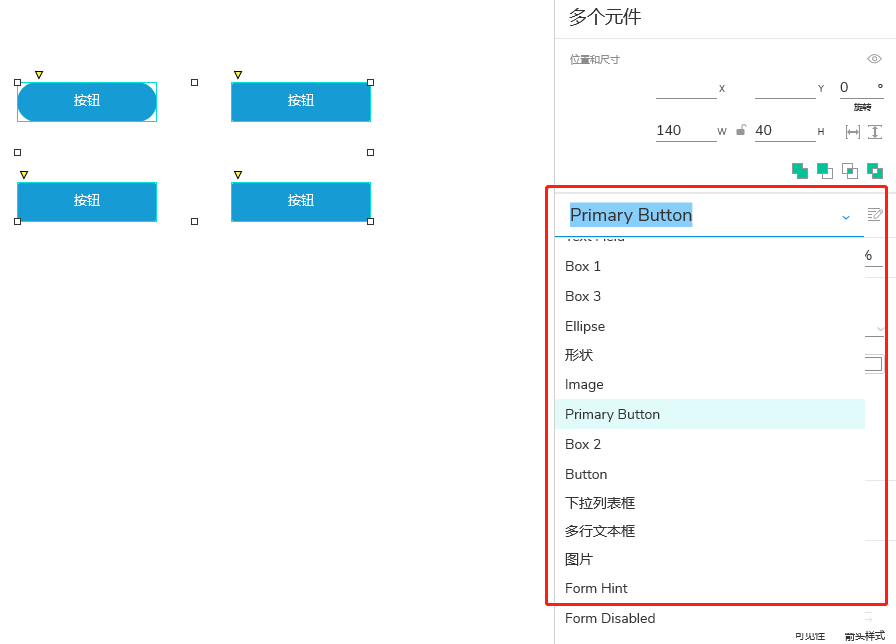 多个元件
位置和尺寸
X
Y
0 °
旋转
140 W
40 H
按钮
按钮
按钮
按钮
Primary Button
Text Field
%
Box 1
Box 3
Ellipse
形状
Image
Primary Button
Box 2
Button
下拉列表框
多行文本框
图片
Form Hint
Form Disabled
可见性
箭头样式